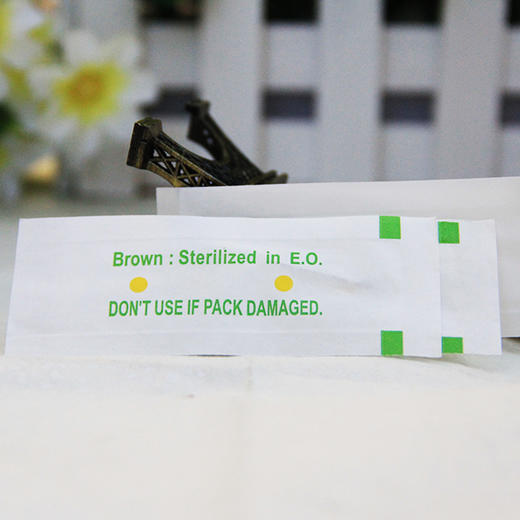 Brown : Sterilized in E.O.
DON'T USE IF PACK DAMAGED.